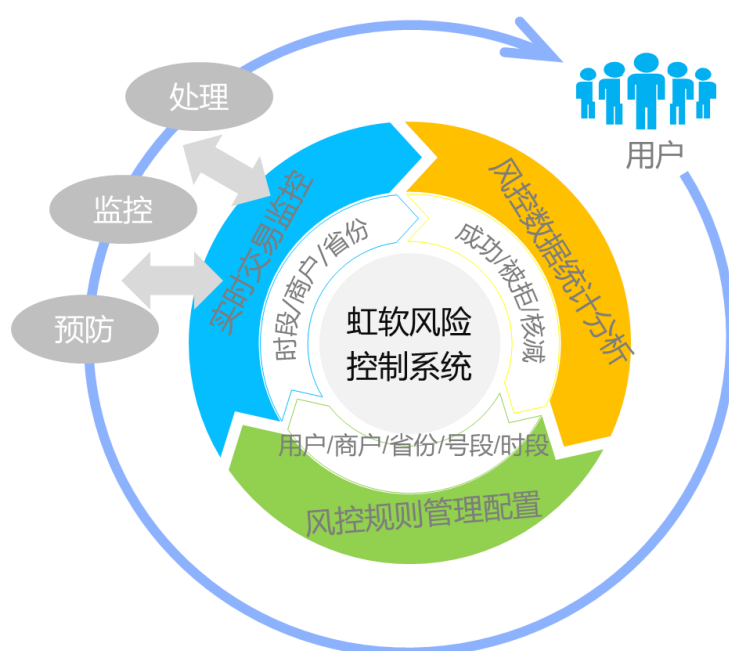 处理
用户
监控
预防
实时交易监控
风控数据统计分析
时段/商户/省份
成功/被拒/核减
虹软风险
控制系统
用户/商户/省份/号段/时段
风控规则管理配置